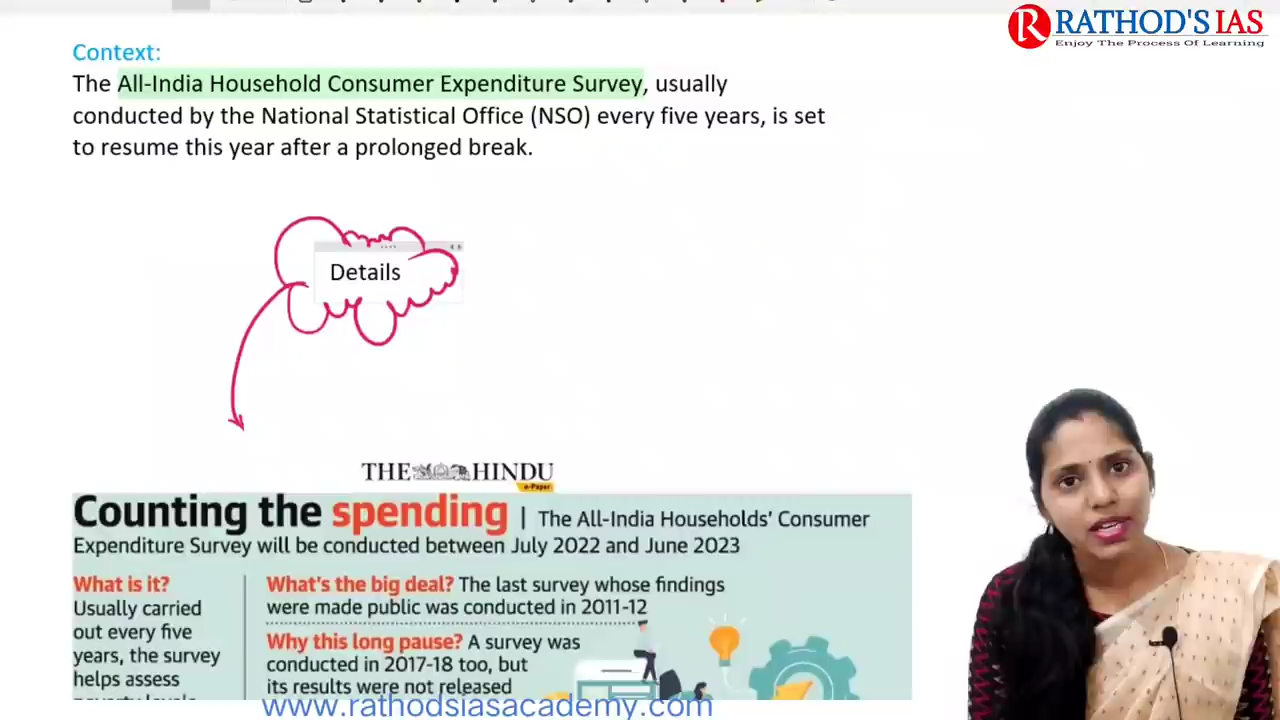 RATHOD'S IAS
Enjoy The Process Of Learning
Context:
The All-India Household Consumer Expenditure Survey, usually
conducted by the National Statistical Office (NSO) every five years, is set
to resume this year after a prolonged break.
Details
THE HINDU
e-Paper
Counting the spending | The All-India Households' Consumer
Expenditure Survey will be conducted between July 2022 and June 2023
What is it?
Usually carried
out every five
years, the survey
helps assess
What's the big deal? The last survey whose findings
were made public was conducted in 2011-12
Why this long pause? A survey was
conducted in 2017-18 too, but
its results were not released
www.rathodsiasacademy.com